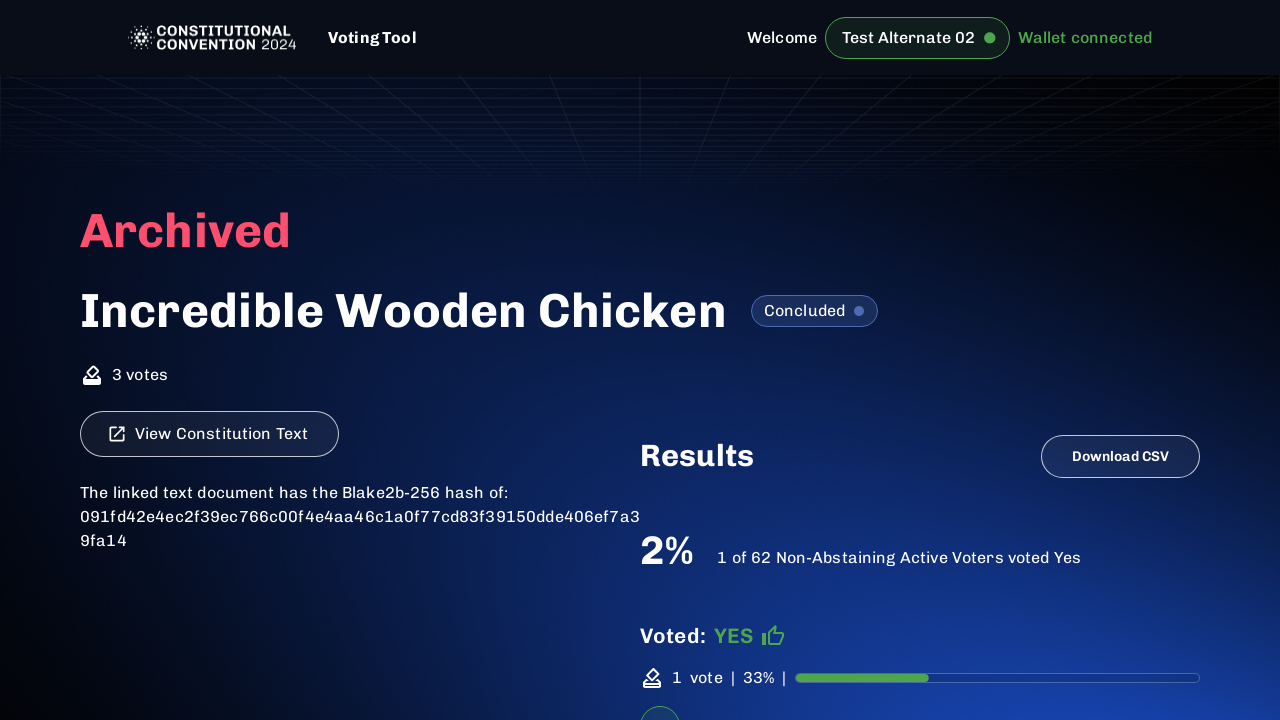 CONSTITUTIONAL
CONVENTION 2024
Voting Tool
Welcome
Test Alternate 02
Wallet connected
Archived
Incredible Wooden Chicken
Concluded
3 votes
View Constitution Text
The linked text document has the Blake2b-256 hash of:
091fd42e4ec2f39ec766c00f4e4aa46c1a0f77cd83f39150dde406ef7a3
9fa14
Results
Download CSV
2%
1 of 62 Non-Abstaining Active Voters voted Yes
Voted: YES
1 vote | 33% |